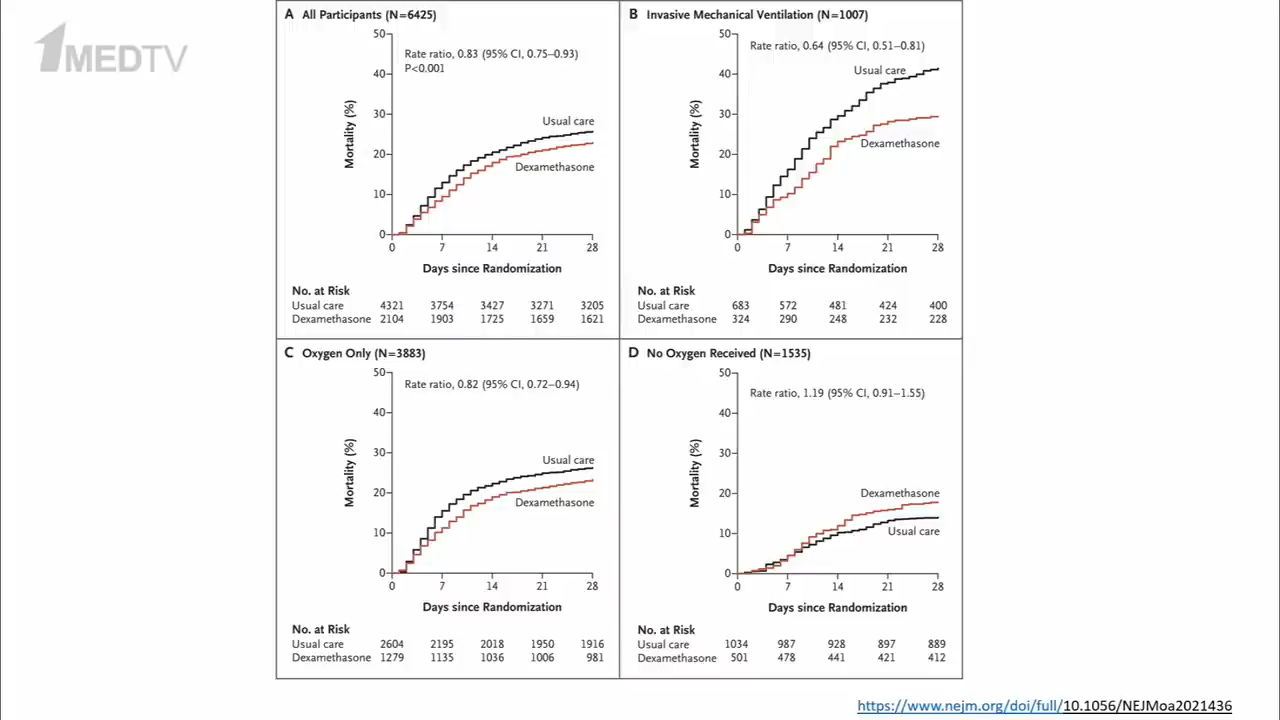 1MEDTV
A All Participants (N=6425)
Rate ratio, 0.83 (95% CI, 0.75–0.93)
P<0.001
Mortality (%)
50
40
30
20
10
0
Usual care
Dexamethasone
0 7 14 21 28
Days since Randomization
No. at Risk
Usual care 4321 3754 3427 3271 3205
Dexamethasone 2104 1903 1725 1659 1621
B Invasive Mechanical Ventilation (N=1007)
Rate ratio, 0.64 (95% CI, 0.51–0.81)
Mortality (%)
50
40
30
20
10
0
Usual care
Dexamethasone
0 7 14 21 28
Days since Randomization
No. at Risk
Usual care 683 572 481 424 400
Dexamethasone 324 290 248 232 228
C Oxygen Only (N=3883)
Rate ratio, 0.82 (95% CI, 0.72–0.94)
Mortality (%)
50
40
30
20
10
0
Usual care
Dexamethasone
0 7 14 21 28
Days since Randomization
No. at Risk
Usual care 2604 2195 2018 1950 1916
Dexamethasone 1279 1135 1036 1006 981
D No Oxygen Received (N=1535)
Rate ratio, 1.19 (95% CI, 0.91–1.55)
Mortality (%)
50
40
30
20
10
0
Dexamethasone
Usual care
0 7 14 21 28
Days since Randomization
No. at Risk
Usual care 1034 987 928 897 889
Dexamethasone 501 478 441 421 412
https://www.nejm.org/doi/full/10.1056/NEJMoa2021436